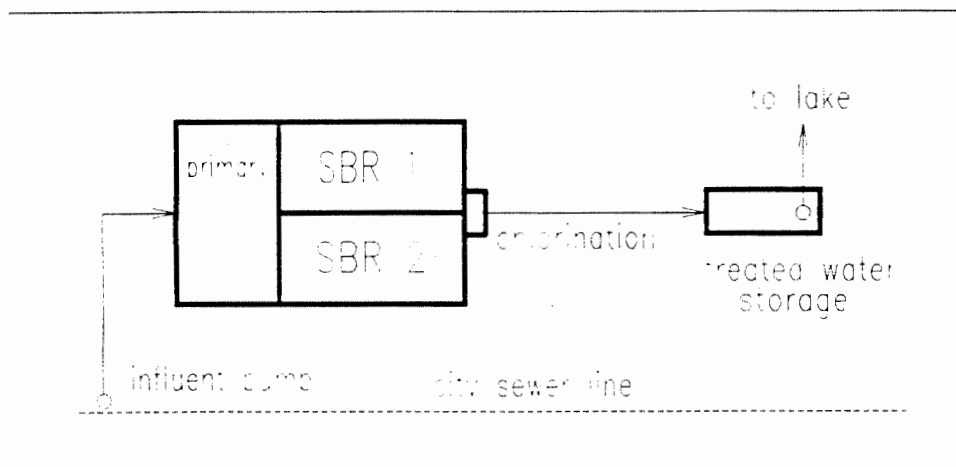 to lake
primary
SBR 1
SBR 2
chlorination
treated water
storage
influent pump
city sewer line